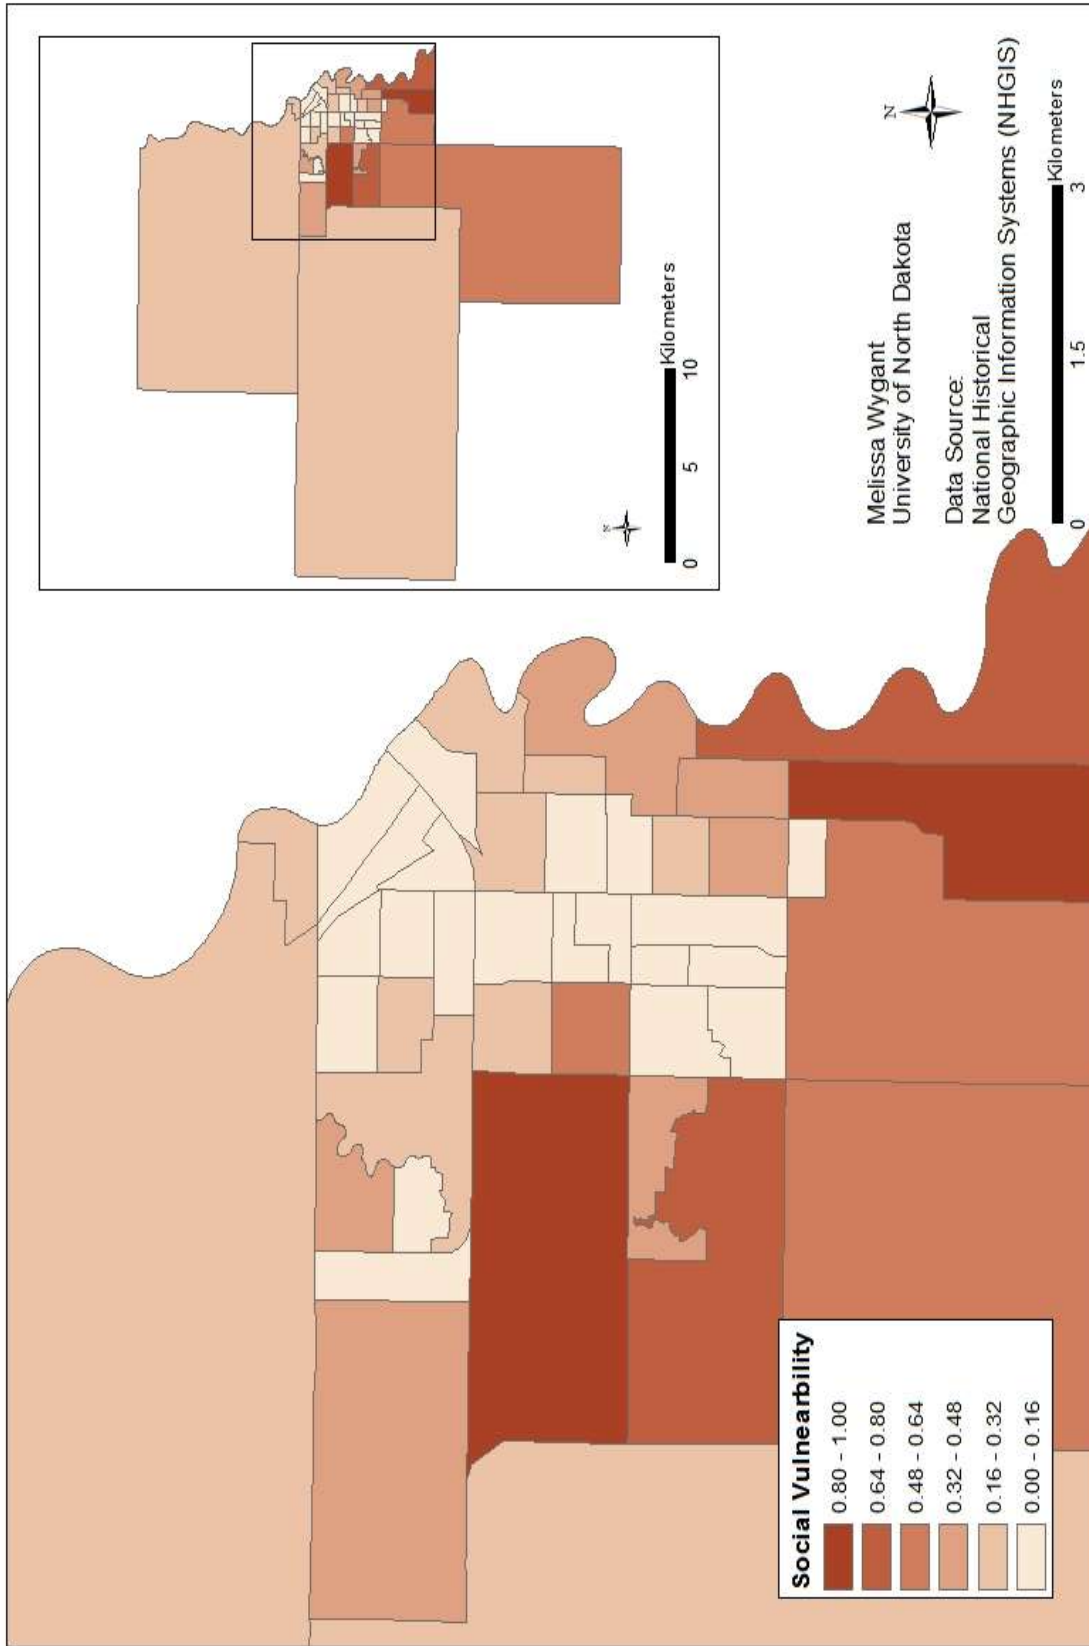 N
0 5 10
Kilometers
N
Melissa Wygant
University of North Dakota
Data Source:
National Historical
Geographic Information Systems (NHGIS)
Kilometers
0 1.5 3
Social Vulnearbility
0.80 - 1.00
0.64 - 0.80
0.48 - 0.64
0.32 - 0.48
0.16 - 0.32
0.00 - 0.16